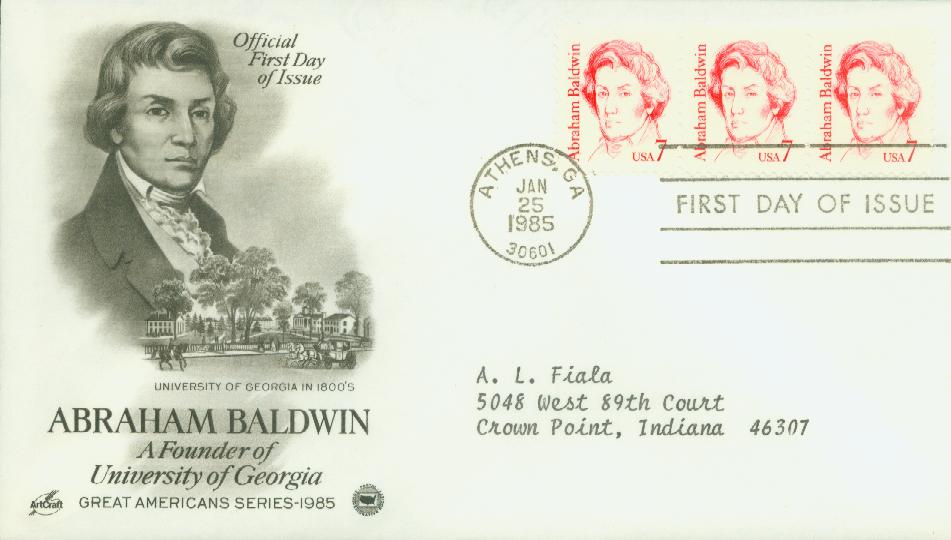 Official
First Day
of Issue
Abraham Baldwin
USA 7
Abraham Baldwin
USA 7
Abraham Baldwin
USA 7
ATHENS, GA
JAN
25
1985
30601
FIRST DAY OF ISSUE
A. L. Fiala
5048 West 89th Court
Crown Point, Indiana 46307
UNIVERSITY OF GEORGIA IN 1800'S
ABRAHAM BALDWIN
A Founder of
University of Georgia
ArtCraft
GREAT AMERICANS SERIES-1985